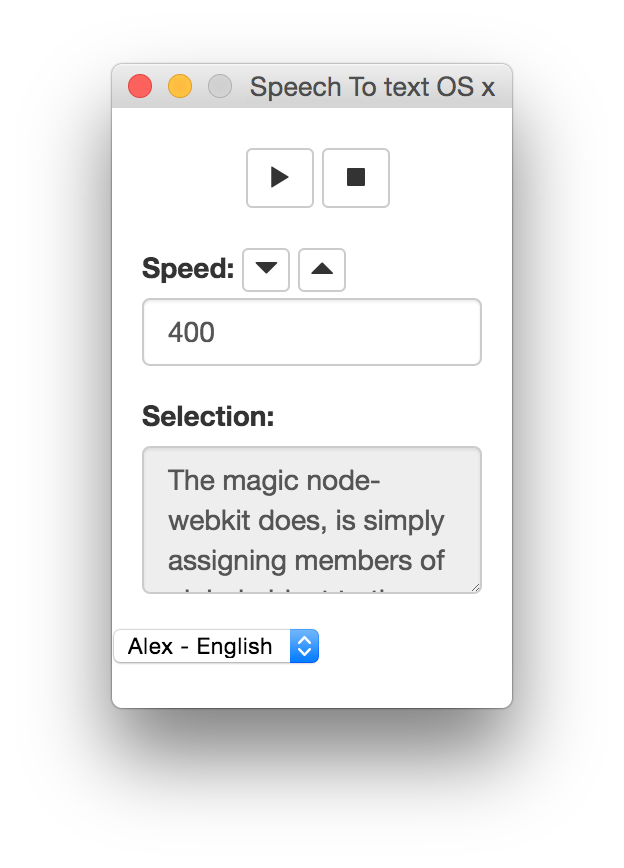 Speech To text OS x
Speed:
400
Selection:
The magic node-
webkit does, is simply
assigning members of
Alex - English